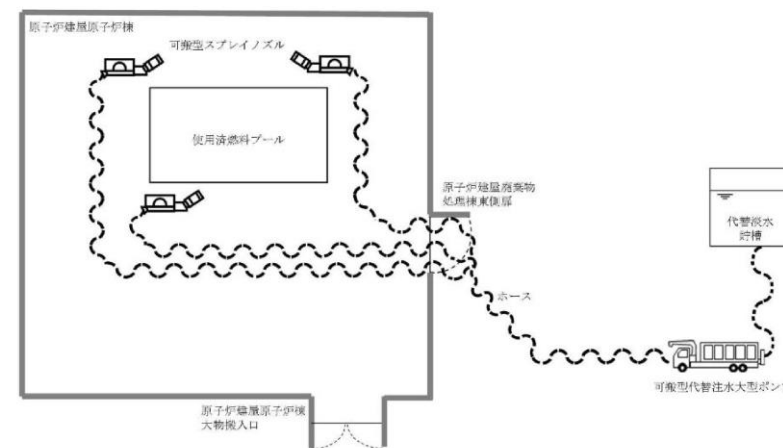 原子炉建屋原子炉棟
可搬型スプレイノズル
使用済燃料プール
原子炉建屋廃棄物
処理棟東側扉
代替淡水
貯槽
ホース
可搬型代替注水大型ポンプ
原子炉建屋原子炉棟
大物搬入口